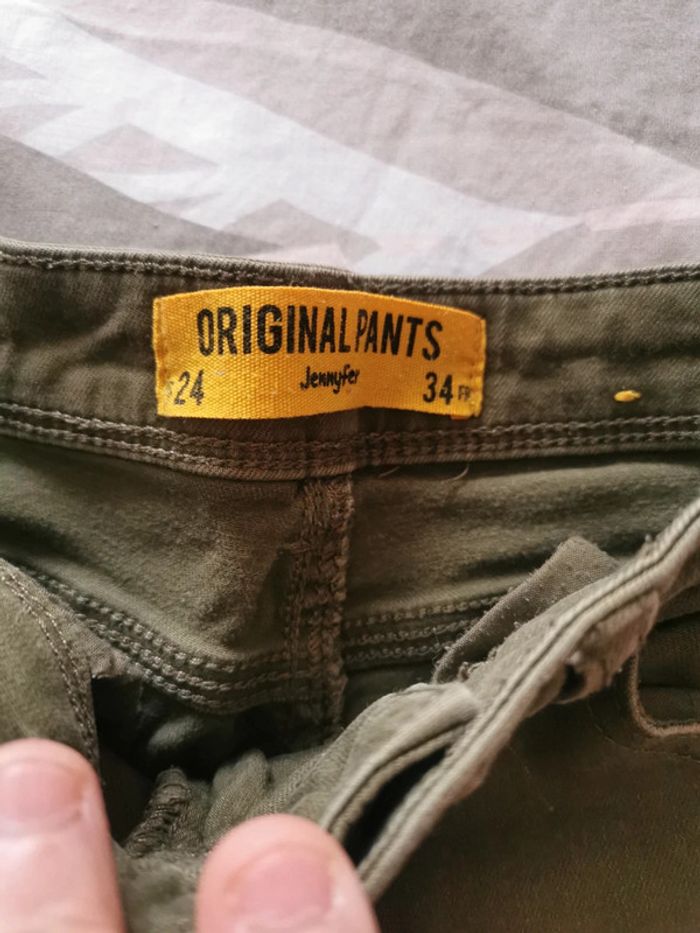 ORIGINAL PANTS
Jennyfer
24 34 FR